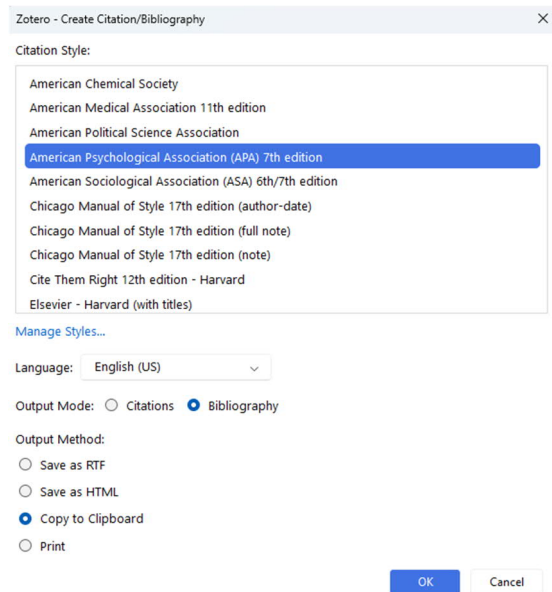 Zotero - Create Citation/Bibliography
Citation Style:
American Chemical Society
American Medical Association 11th edition
American Political Science Association
American Psychological Association (APA) 7th edition
American Sociological Association (ASA) 6th/7th edition
Chicago Manual of Style 17th edition (author-date)
Chicago Manual of Style 17th edition (full note)
Chicago Manual of Style 17th edition (note)
Cite Them Right 12th edition - Harvard
Elsevier - Harvard (with titles)
Manage Styles...
Language: English (US)
Output Mode: Citations Bibliography
Output Method:
Save as RTF
Save as HTML
Copy to Clipboard
Print
OK Cancel